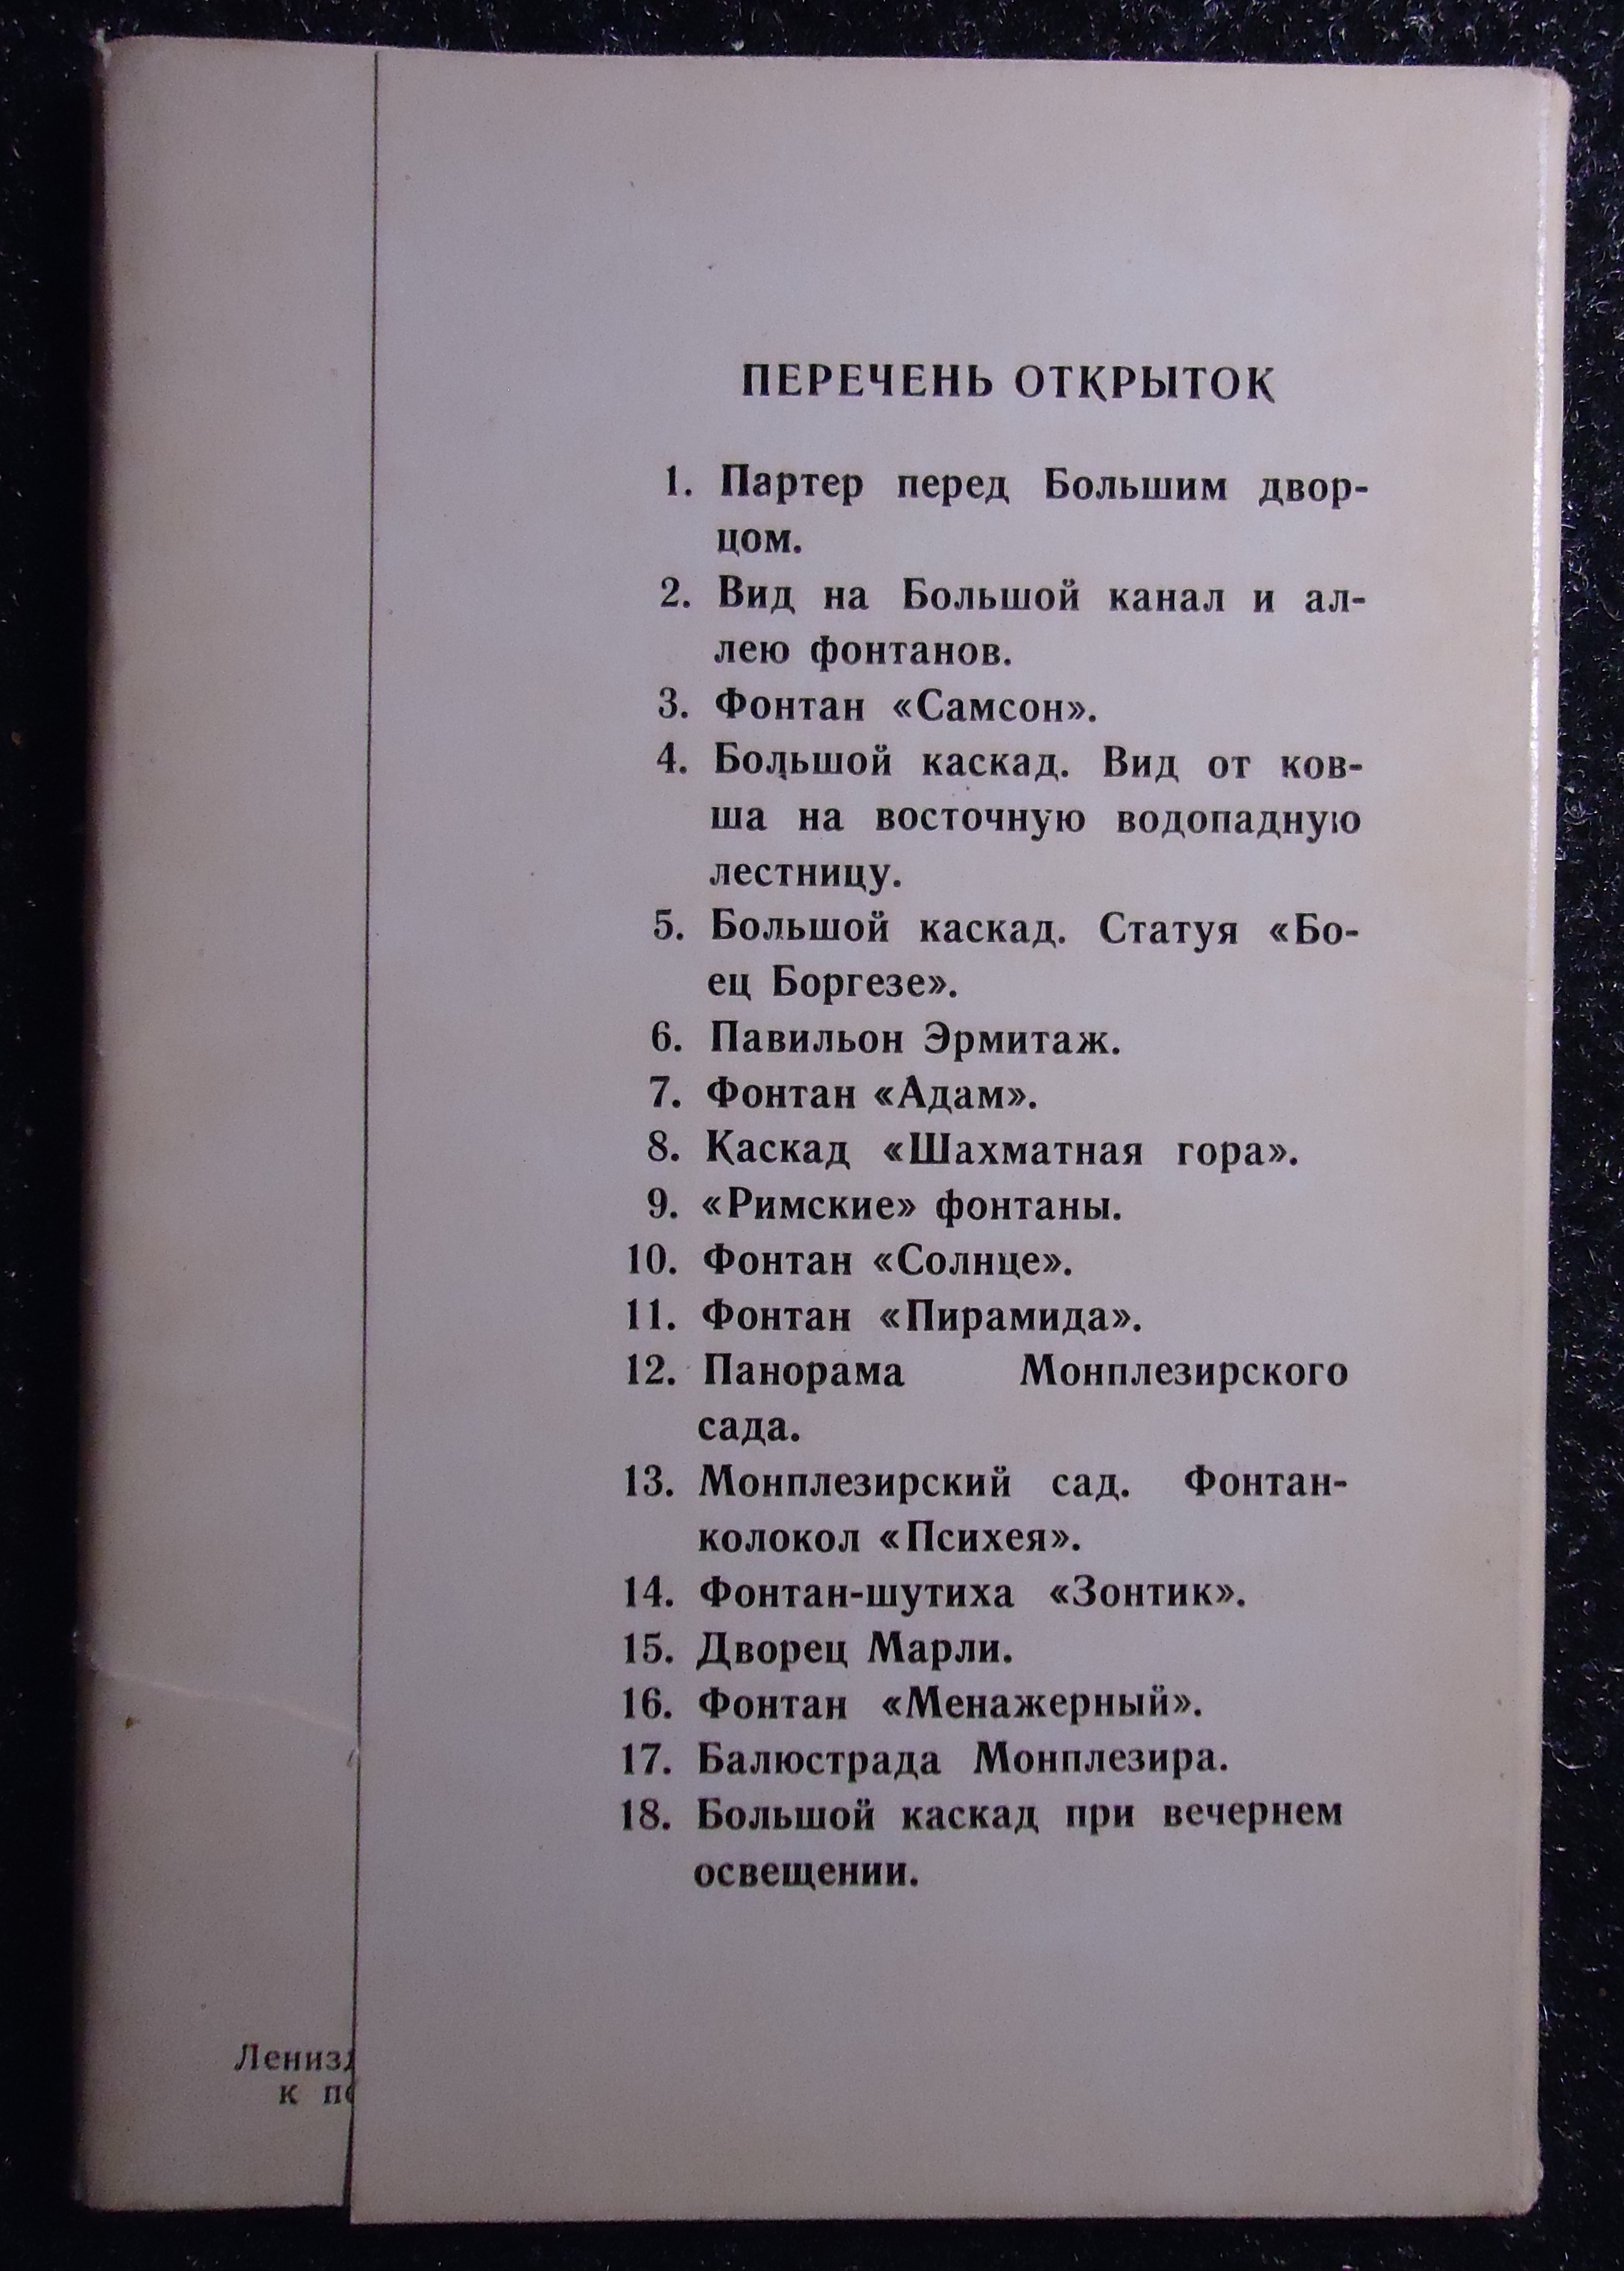 ПЕРЕЧЕНЬ ОТКРЫТОК
1. Партер перед Большим двор-
цом.
2. Вид на Большой канал и ал-
лею фонтанов.
3. Фонтан «Самсон».
4. Большой каскад. Вид от ков-
ша на восточную водопадную
лестницу.
5. Большой каскад. Статуя «Бо-
ец Боргезе».
6. Павильон Эрмитаж.
7. Фонтан «Адам».
8. Каскад «Шахматная гора».
9. «Римские» фонтаны.
10. Фонтан «Солнце».
11. Фонтан «Пирамида».
12. Панорама Монплезирского
сада.
13. Монплезирский сад. Фонтан-
колокол «Психея».
14. Фонтан-шутиха «Зонтик».
15. Дворец Марли.
16. Фонтан «Менажерный».
17. Балюстрада Монплезира.
18. Большой каскад при вечернем
освещении.
к